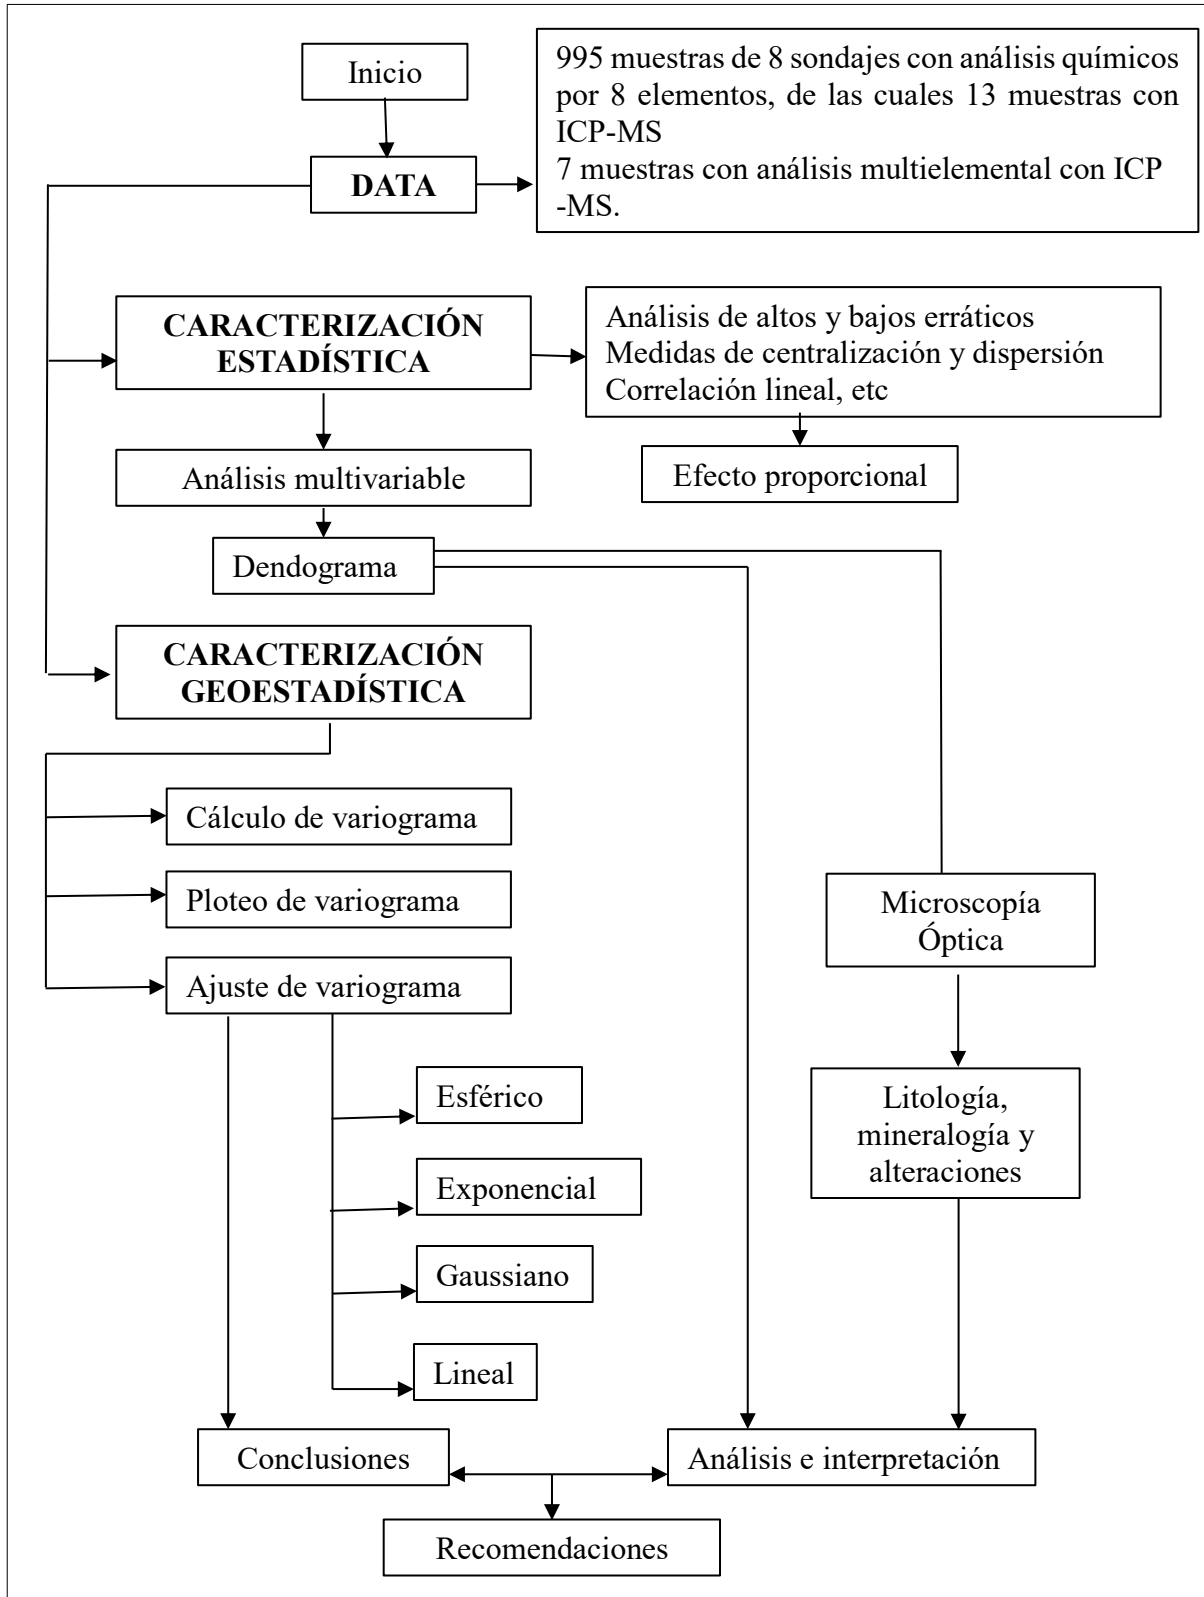 Inicio
995 muestras de 8 sondajes con análisis químicos
por 8 elementos, de las cuales 13 muestras con
ICP-MS
7 muestras con análisis multielemental con ICP
-MS.
DATA
CARACTERIZACIÓN
ESTADÍSTICA
Análisis de altos y bajos erráticos
Medidas de centralización y dispersión
Correlación lineal, etc
Análisis multivariable
Efecto proporcional
Dendograma
CARACTERIZACIÓN
GEOESTADÍSTICA
Cálculo de variograma
Ploteo de variograma
Ajuste de variograma
Microscopía
Óptica
Esférico
Exponencial
Gaussiano
Lineal
Litología,
mineralogía y
alteraciones
Conclusiones
Análisis e interpretación
Recomendaciones